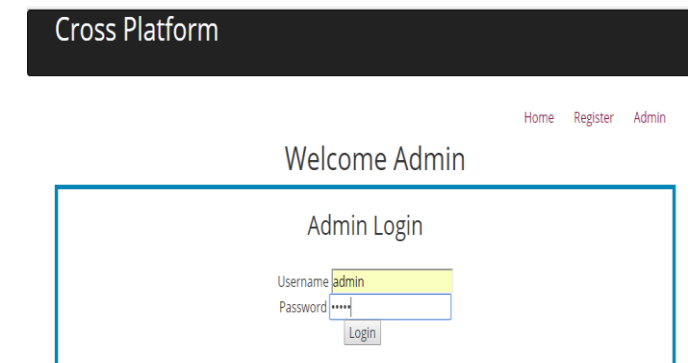 Cross Platform
Home Register Admin
Welcome Admin
Admin Login
Username admin
Password •••••
Login